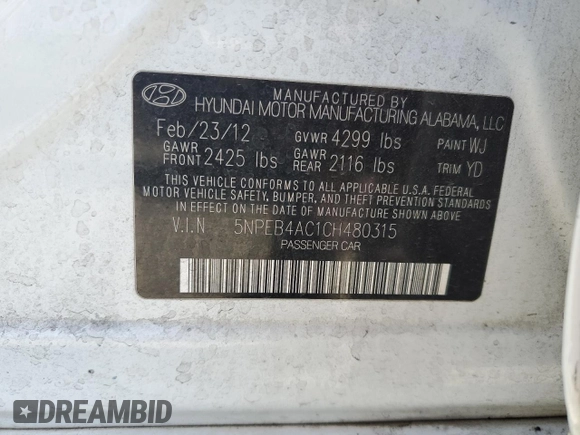 MANUFACTURED BY
HYUNDAI MOTOR MANUFACTURING ALABAMA, LLC
Feb/23/12 GVWR 4299 lbs PAINT WJ
GAWR FRONT 2425 lbs GAWR REAR 2116 lbs TRIM YD
THIS VEHICLE CONFORMS TO ALL APPLICABLE U.S.A. FEDERAL
MOTOR VEHICLE SAFETY, BUMPER, AND THEFT PREVENTION STANDARDS
IN EFFECT ON THE DATE OF MANUFACTURE SHOWN ABOVE.
V.I.N 5NPEB4AC1CH480315
PASSENGER CAR
DREAMBID